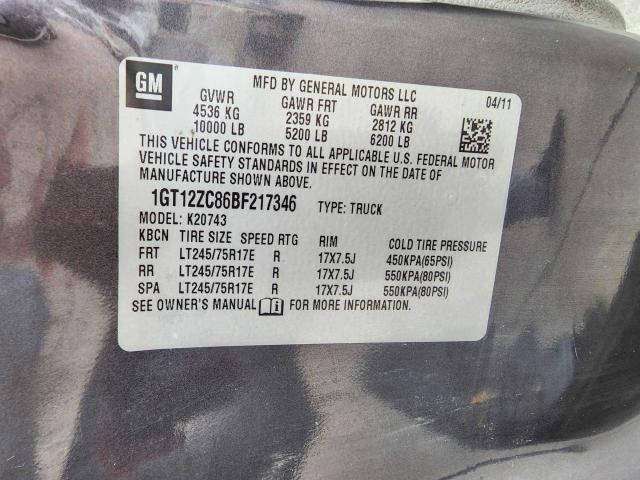 GM
MFD BY GENERAL MOTORS LLC
04/11
GVWR GAWR FRT GAWR RR
4536 KG 2359 KG 2812 KG
10000 LB 5200 LB 6200 LB
THIS VEHICLE CONFORMS TO ALL APPLICABLE U.S. FEDERAL MOTOR
VEHICLE SAFETY STANDARDS IN EFFECT ON THE DATE OF
MANUFACTURE SHOWN ABOVE.
1GT12ZC86BF217346 TYPE: TRUCK
MODEL: K20743
KBCN TIRE SIZE SPEED RTG RIM COLD TIRE PRESSURE
FRT LT245/75R17E R 17X7.5J 450KPA(65PSI)
RR LT245/75R17E R 17X7.5J 550KPA(80PSI)
SPA LT245/75R17E R 17X7.5J 550KPA(80PSI)
SEE OWNER'S MANUAL FOR MORE INFORMATION.